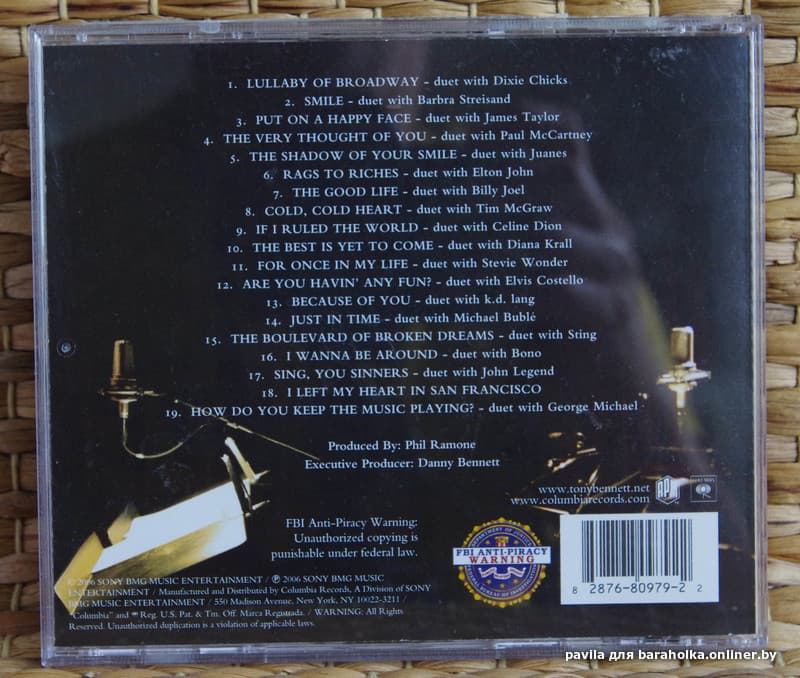 1. LULLABY OF BROADWAY - duet with Dixie Chicks
2. SMILE - duet with Barbra Streisand
3. PUT ON A HAPPY FACE - duet with James Taylor
4. THE VERY THOUGHT OF YOU - duet with Paul McCartney
5. THE SHADOW OF YOUR SMILE - duet with Juanes
6. RAGS TO RICHES - duet with Elton John
7. THE GOOD LIFE - duet with Billy Joel
8. COLD, COLD HEART - duet with Tim McGraw
9. IF I RULED THE WORLD - duet with Celine Dion
10. THE BEST IS YET TO COME - duet with Diana Krall
11. FOR ONCE IN MY LIFE - duet with Stevie Wonder
12. ARE YOU HAVIN' ANY FUN? - duet with Elvis Costello
13. BECAUSE OF YOU - duet with k.d. lang
14. JUST IN TIME - duet with Michael Bublé
15. THE BOULEVARD OF BROKEN DREAMS - duet with Sting
16. I WANNA BE AROUND - duet with Bono
17. SING, YOU SINNERS - duet with John Legend
18. I LEFT MY HEART IN SAN FRANCISCO
19. HOW DO YOU KEEP THE MUSIC PLAYING? - duet with George Michael
Produced By: Phil Ramone
Executive Producer: Danny Bennett
www.tonybennett.net
www.columbiarecords.com
RPM
FBI Anti-Piracy Warning:
Unauthorized copying is
punishable under federal law.
DEPARTMENT OF JUSTICE
FBI ANTI-PIRACY
WARNING
FEDERAL BUREAU OF
8 2876-80979-2 2
© 2006 SONY BMG MUSIC ENTERTAINMENT / ℗ 2006 SONY BMG MUSIC
ENTERTAINMENT / Manufactured and Distributed by Columbia Records, A Division of SONY
BMG MUSIC ENTERTAINMENT / 550 Madison Avenue, New York, NY 10022-3211 /
"Columbia" and Reg. U.S. Pat. & Tm. Off. Marca Registrada. / WARNING: All Rights
Reserved. Unauthorized duplication is a violation of applicable laws.
pavila для baraholka.onliner.by